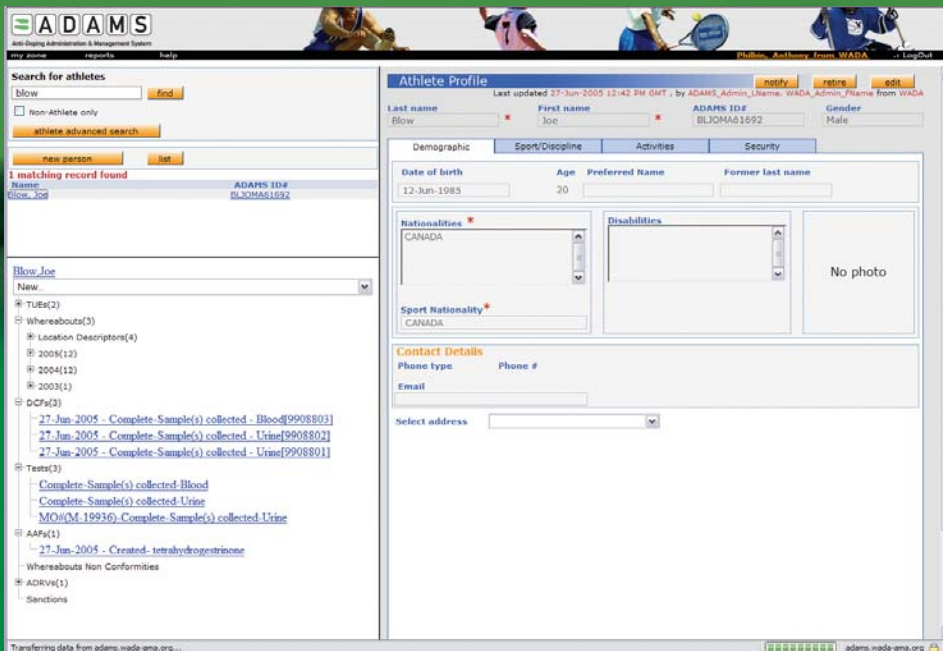 ADAMS
Anti-Doping Administration & Management System
my zone reports help
Philbin, Anthony from WADA -> LogOut
Search for athletes
blow find
Non-Athlete only
athlete advanced search
new person list
1 matching record found
Name ADAMS ID#
Blow, Joe BLJOMA61692
Blow,Joe
New...
TUEs(2)
Whereabouts(3)
Location Descriptors(4)
2005(12)
2004(12)
2003(1)
DCFs(3)
27-Jun-2005 - Complete-Sample(s) collected - Blood[9908803]
27-Jun-2005 - Complete-Sample(s) collected - Urine[9908802]
27-Jun-2005 - Complete-Sample(s) collected - Urine[9908801]
Tests(3)
Complete-Sample(s) collected-Blood
Complete-Sample(s) collected-Urine
MO#(M-19936)-Complete-Sample(s) collected-Urine
AAFs(1)
27-Jun-2005 - Created- tetrahydrogestrinone
Whereabouts Non Conformities
ADRVs(1)
Sanctions
Athlete Profile
notify retire edit
Last updated 27-Jun-2005 12:42 PM GMT , by ADAMS_Admin_LName, WADA_Admin_FName from WADA
Last name First name ADAMS ID# Gender
Blow * Joe * BLJOMA61692 Male
Demographic Sport/Discipline Activities Security
Date of birth Age Preferred Name Former last name
12-Jun-1985 20
Nationalities * Disabilities
CANADA
No photo
Sport Nationality *
CANADA
Contact Details
Phone type Phone #
Email
Select address
Transferring data from adams.wada-ama.org... adams.wada-ama.org